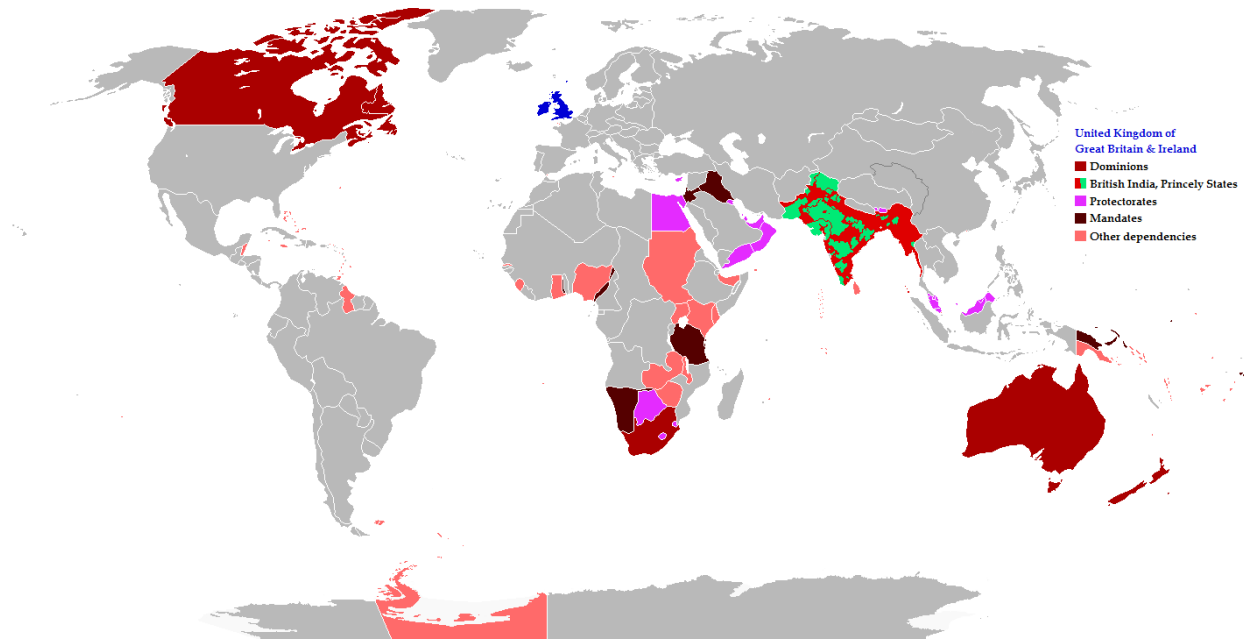 United Kingdom of
Great Britain & Ireland
Dominions
British India, Princely States
Protectorates
Mandates
Other dependencies